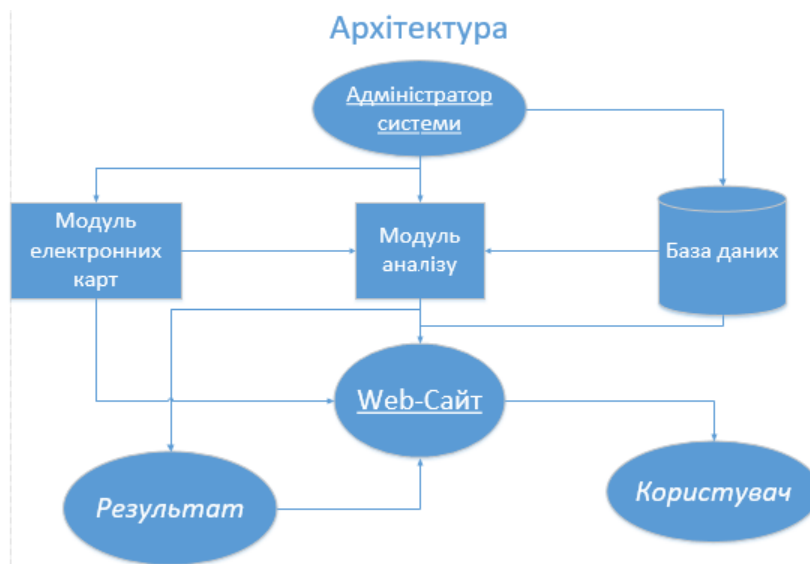 Архітектура
Адміністратор
системи
Модуль
електронних
карт
Модуль
аналізу
База даних
Web-Сайт
Результат
Користувач